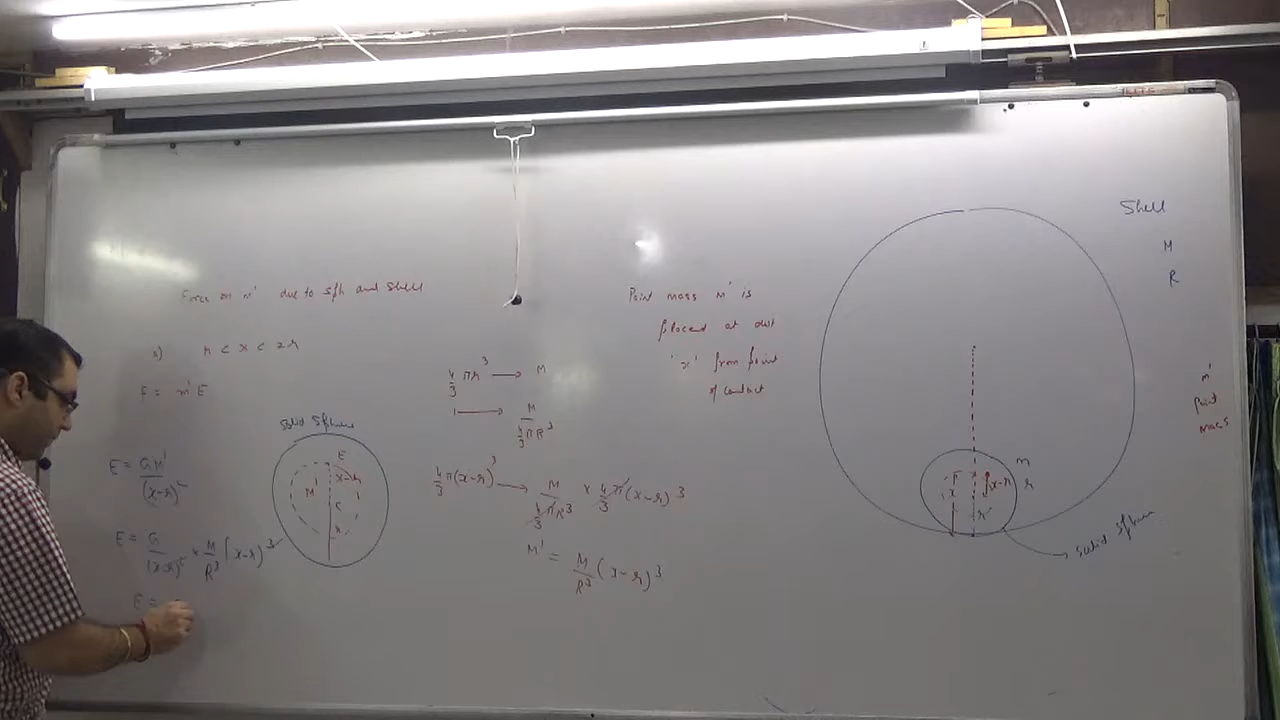 Force on m' due to sph and shell
a) r < x < 2r
F = m'E
Solid Sphere
E
x-r
M'
C
r
E = GM'/(x-r)²
E = G/(x-r)² × M/R³ (x-r)³
E =
4/3 πr³ → M
1 → M/(4/3 πR³)
4/3 π(x-r)³ → M/(4/3 πR³) × 4/3 π(x-r)³
M' = M/R³ (x-r)³
Point mass m' is
placed at dist
'x' from point
of contact
Shell
M
R
m'
Point
mass
m
r
(x-r)
x
r
Solid Sphere